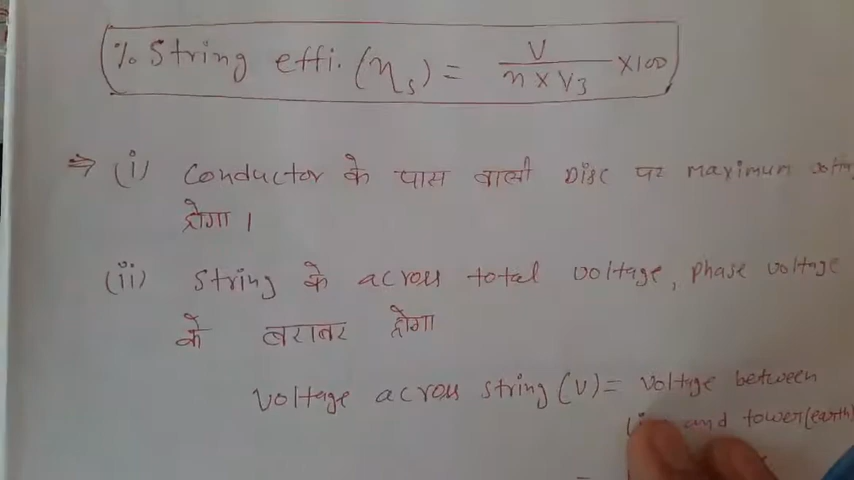 % String effi. (ηs) = V / n × V3 × 100
⇒ (i) Conductor के पास वाली Disc पर maximum
होगा ।
(ii) string के across total voltage, phase voltage
के बराबर होगा
voltage across string (V) = voltage between
and tower (earth)